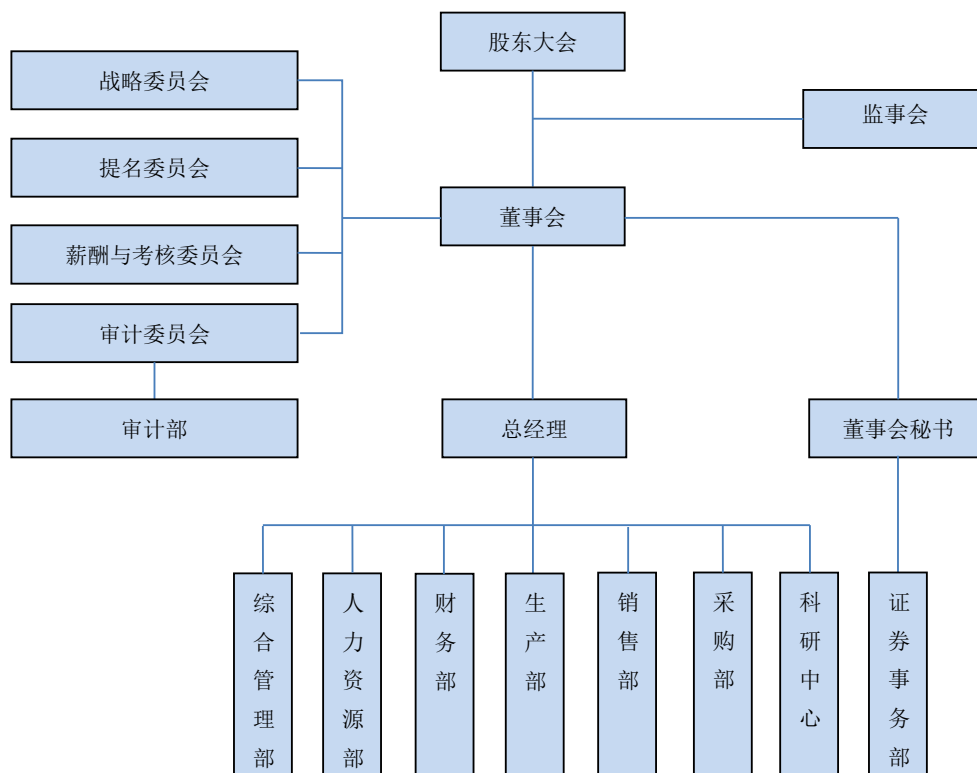 股东大会
战略委员会
监事会
提名委员会
董事会
薪酬与考核委员会
审计委员会
审计部
总经理
董事会秘书
综合管理部
人力资源部
财务部
生产部
销售部
采购部
科研中心
证券事务部